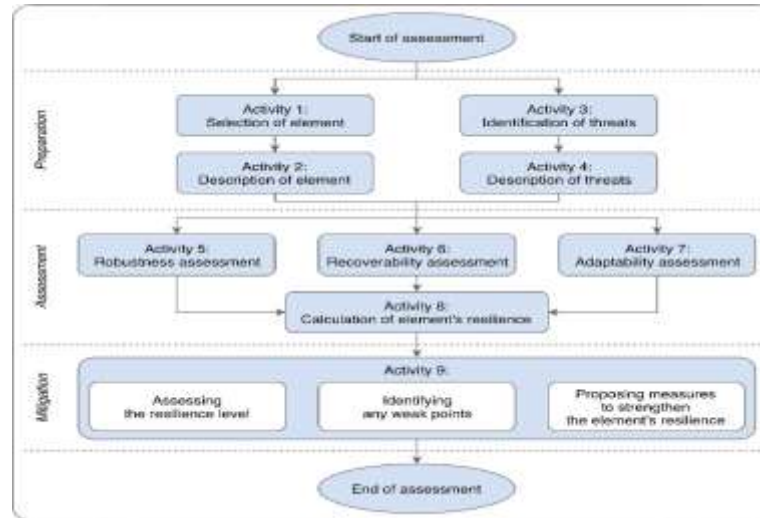 Start of assessment
Preparation
Activity 1:
Selection of element
Activity 3:
Identification of threats
Activity 2:
Description of element
Activity 4:
Description of threats
Assessment
Activity 5:
Robustness assessment
Activity 6:
Recoverability assessment
Activity 7:
Adaptability assessment
Activity 8:
Calculation of element's resilience
Mitigation
Activity 9:
Assessing
the resilience level
Identifying
any weak points
Proposing measures
to strengthen
the element's resilience
End of assessment